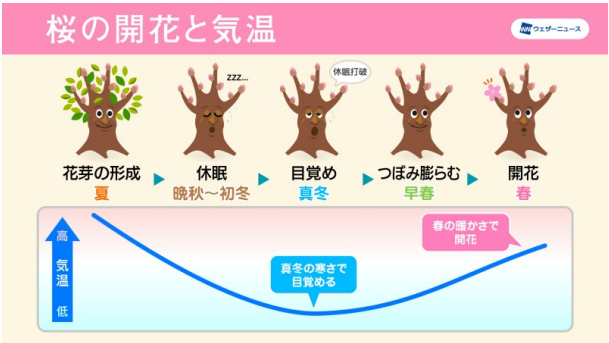 桜の開花と気温
WN ウェザーニュース
zzz...
休眠打破
花芽の形成
夏
休眠
晩秋～初冬
目覚め
真冬
つぼみ膨らむ
早春
開花
春
高
気温
低
真冬の寒さで
目覚める
春の暖かさで
開花